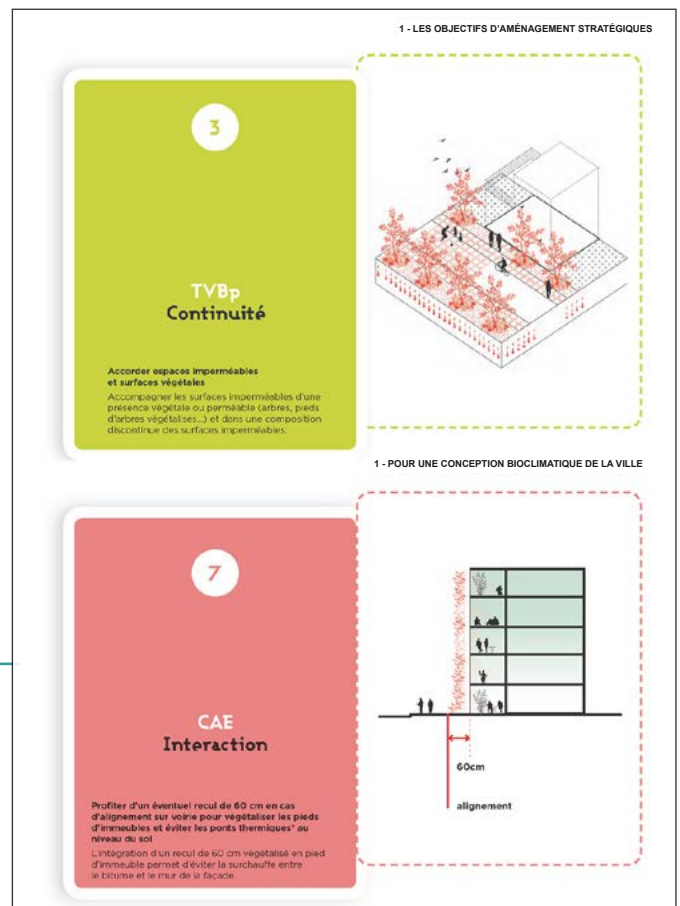 1 - LES OBJECTIFS D'AMÉNAGEMENT STRATÉGIQUES
3
TVBp
Continuité
Accorder espaces imperméables
et surfaces végétales
Accompagner les surfaces imperméables d'une
présence végétale ou perméable (arbres, pieds
d'arbres végétalisés...) et dans une composition
discontinue des surfaces imperméables.
1 - POUR UNE CONCEPTION BIOCLIMATIQUE DE LA VILLE
7
CAE
Interaction
Profiter d'un éventuel recul de 60 cm en cas
d'alignement sur voirie pour végétaliser les pieds
d'immeubles et éviter les ponts thermiques* au
niveau du sol
L'intégration d'un recul de 60 cm végétalisé en pied
d'immeuble permet d'éviter la surchauffe entre
le bitume et le mur de la façade.
60cm
alignement